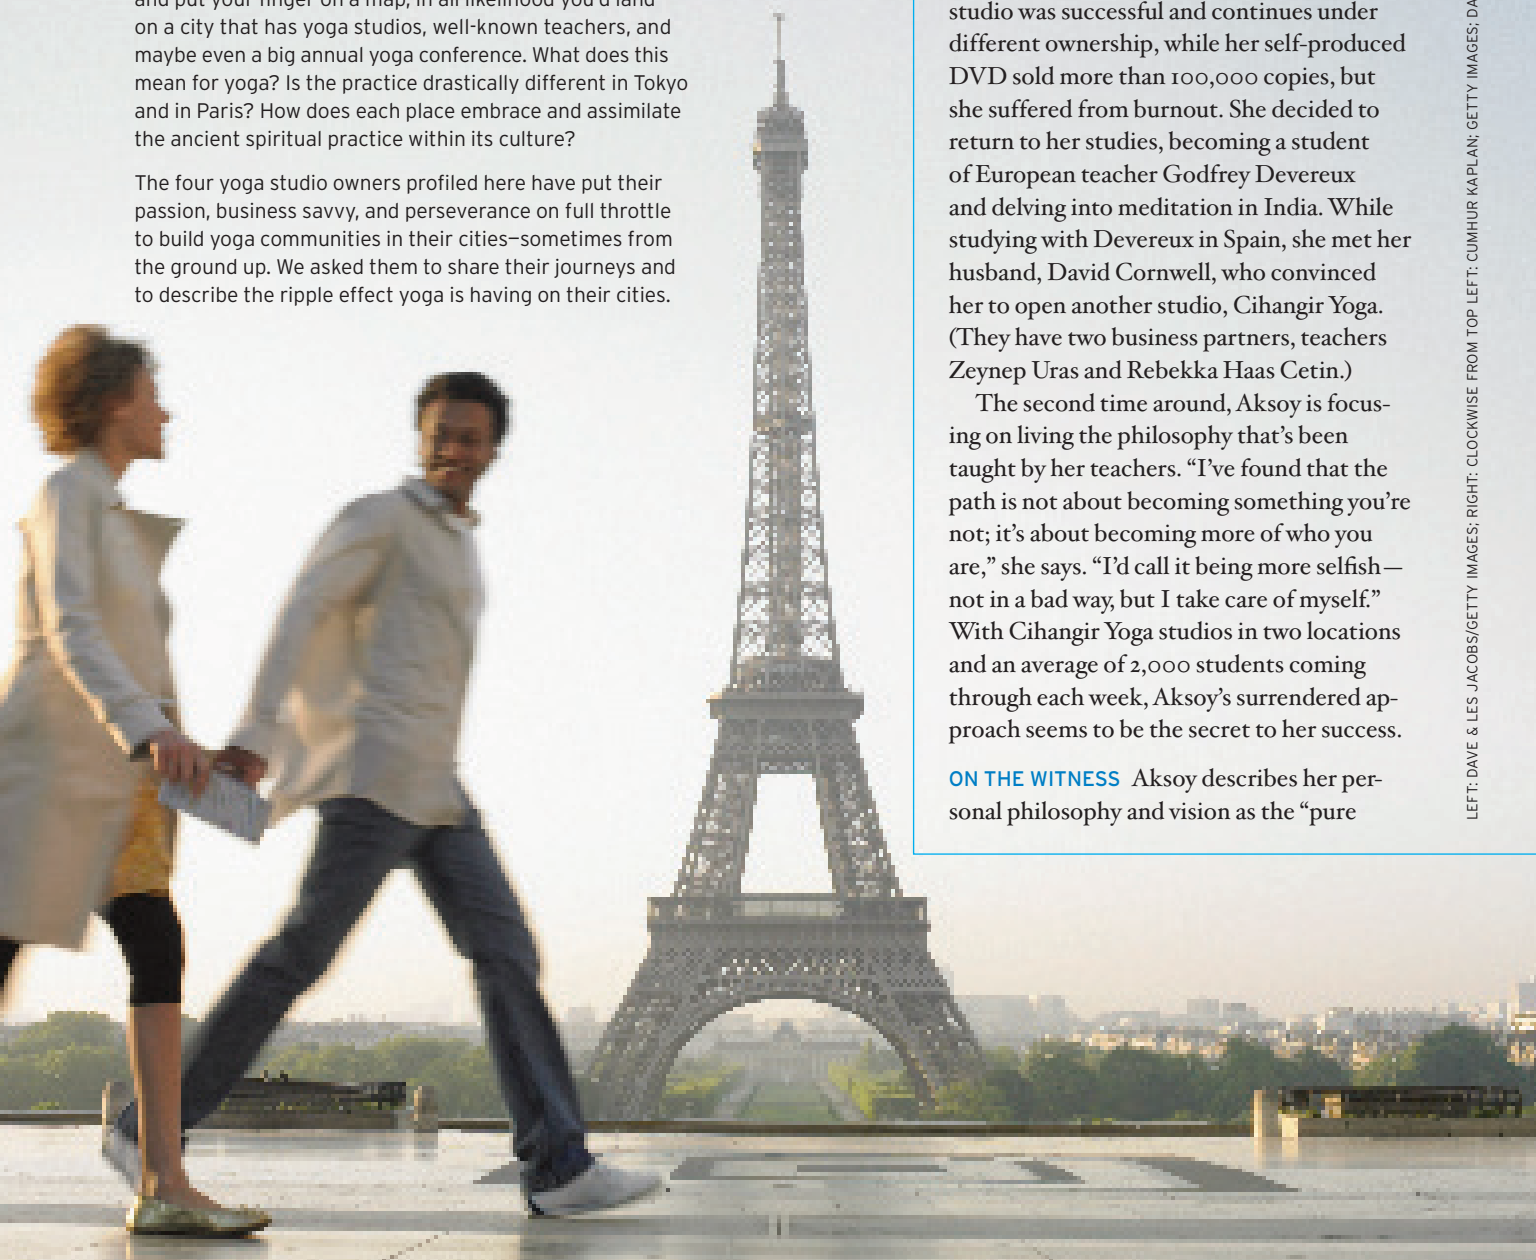 and put your finger on a map, in all likelihood you'd land
on a city that has yoga studios, well-known teachers, and
maybe even a big annual yoga conference. What does this
mean for yoga? Is the practice drastically different in Tokyo
and in Paris? How does each place embrace and assimilate
the ancient spiritual practice within its culture?
The four yoga studio owners profiled here have put their
passion, business savvy, and perseverance on full throttle
to build yoga communities in their cities—sometimes from
the ground up. We asked them to share their journeys and
to describe the ripple effect yoga is having on their cities.
studio was successful and continues under
different ownership, while her self-produced
DVD sold more than 100,000 copies, but
she suffered from burnout. She decided to
return to her studies, becoming a student
of European teacher Godfrey Devereux
and delving into meditation in India. While
studying with Devereux in Spain, she met her
husband, David Cornwell, who convinced
her to open another studio, Cihangir Yoga.
(They have two business partners, teachers
Zeynep Uras and Rebekka Haas Cetin.)
The second time around, Aksoy is focus-
ing on living the philosophy that's been
taught by her teachers. “I've found that the
path is not about becoming something you're
not; it's about becoming more of who you
are,” she says. “I'd call it being more selfish—
not in a bad way, but I take care of myself.”
With Cihangir Yoga studios in two locations
and an average of 2,000 students coming
through each week, Aksoy's surrendered ap-
proach seems to be the secret to her success.
ON THE WITNESS Aksoy describes her per-
sonal philosophy and vision as the “pure
LEFT: DAVE & LES JACOBS/GETTY IMAGES; RIGHT: CLOCKWISE FROM TOP LEFT: CUMHUR KAPLAN; GETTY IMAGES;